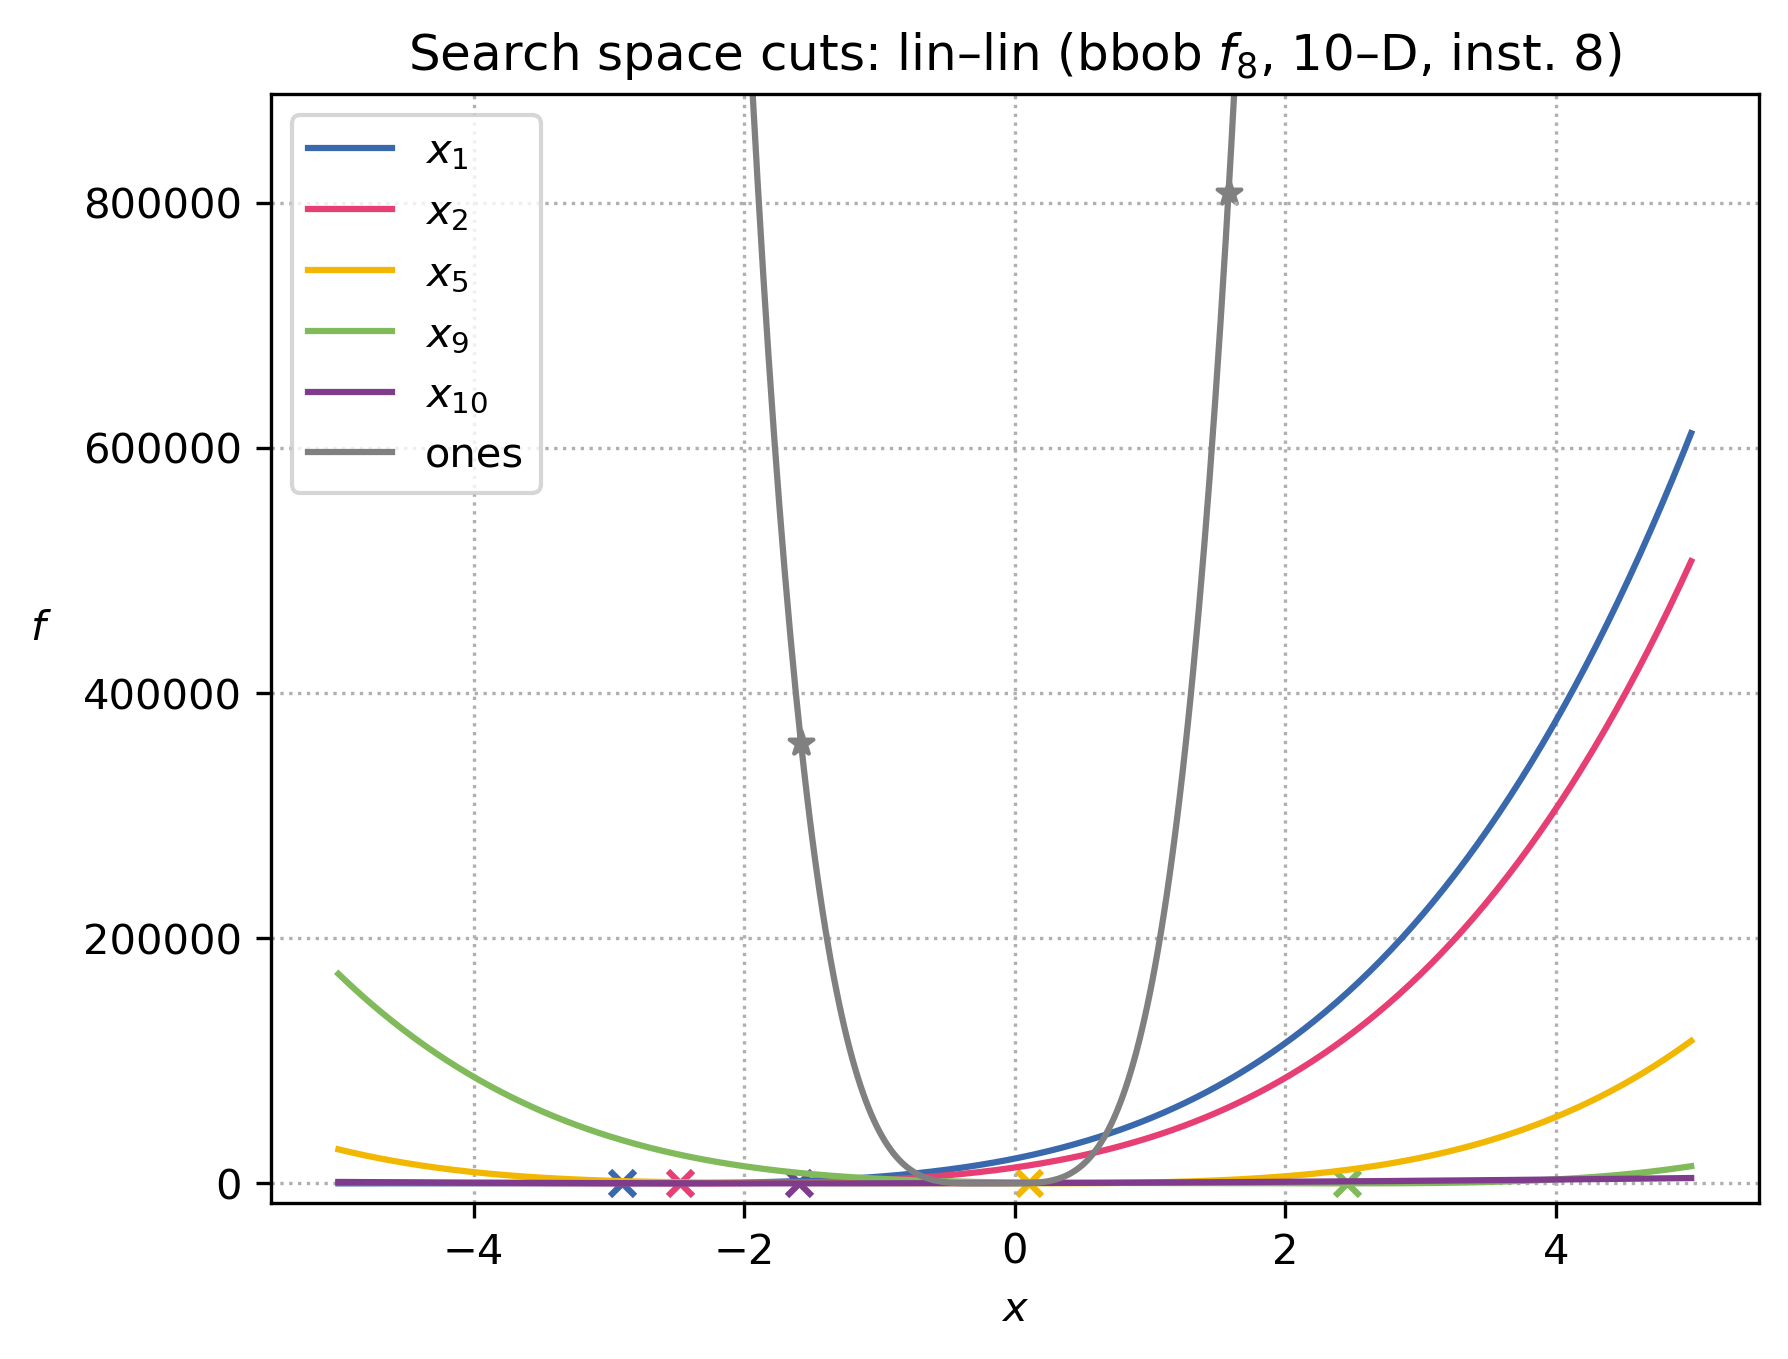 Search space cuts: lin–lin (bbob f₈, 10–D, inst. 8)
x₁
x₂
x₅
x₉
x₁₀
ones
800000
600000
400000
200000
0
f
−4
−2
0
2
4
x